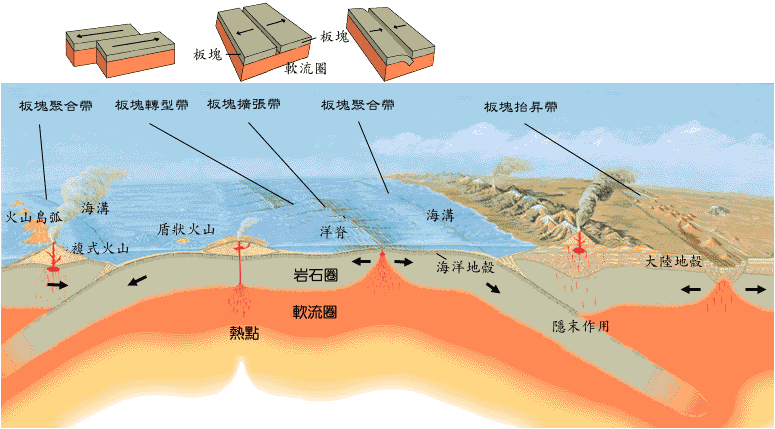 板塊
板塊
軟流圈
板塊聚合帶
板塊轉型帶
板塊擴張帶
板塊聚合帶
板塊抬昇帶
火山島弧
海溝
複式火山
盾狀火山
洋脊
海溝
海洋地殼
大陸地殼
岩石圈
軟流圈
熱點
隱末作用